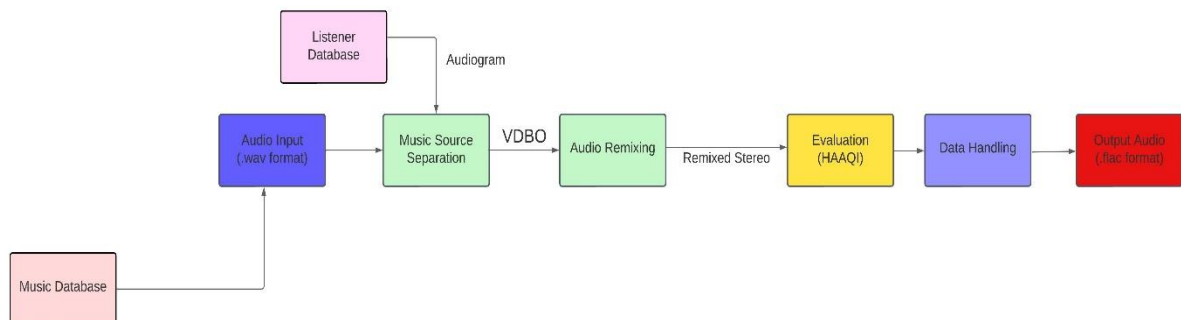 Listener
Database
Audiogram
Audio Input
(.wav format)
Music Source
Separation
VDBO
Audio Remixing
Remixed Stereo
Evaluation
(HAAQI)
Data Handling
Output Audio
(.flac format)
Music Database